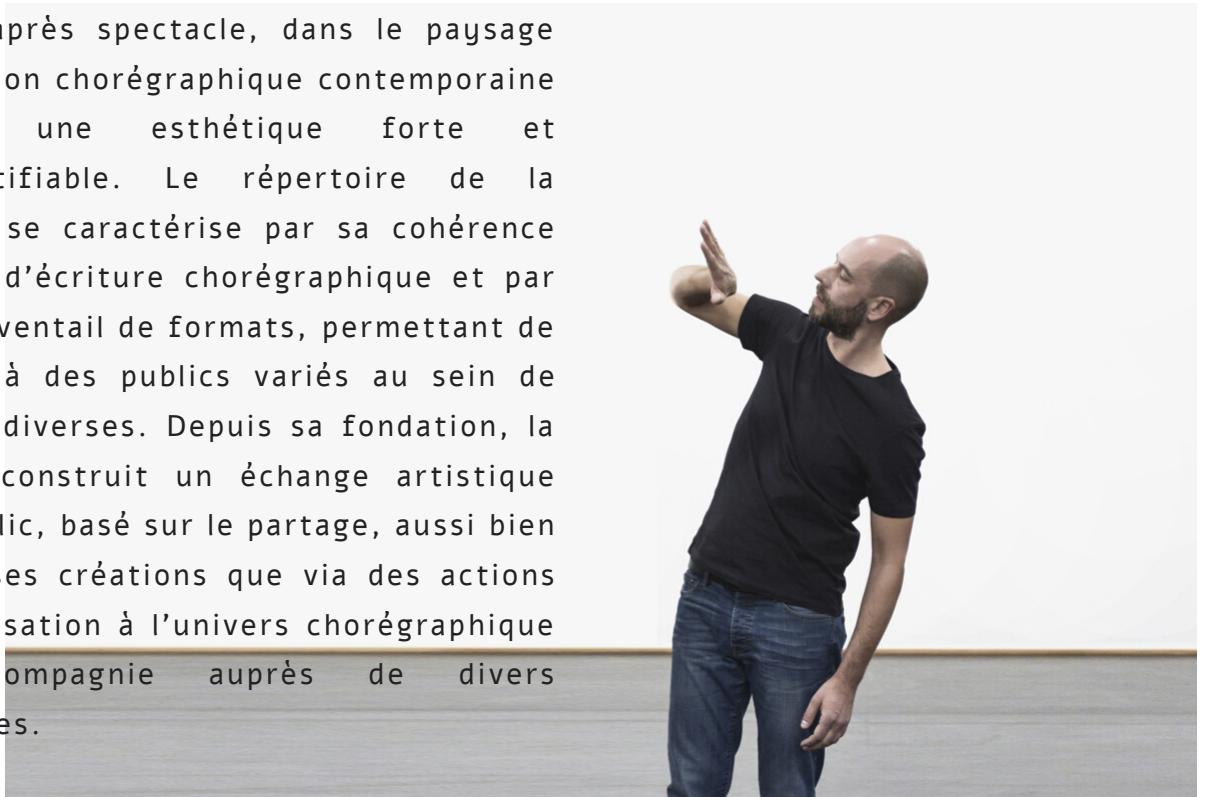 après spectacle, dans le paysage
on chorégraphique contemporaine
une esthétique forte et
tifiable. Le répertoire de la
se caractérise par sa cohérence
d’écriture chorégraphique et par
ventail de formats, permettant de
à des publics variés au sein de
diverses. Depuis sa fondation, la
construit un échange artistique
lic, basé sur le partage, aussi bien
ses créations que via des actions
sation à l’univers chorégraphique
ompagnie auprès de divers
es.